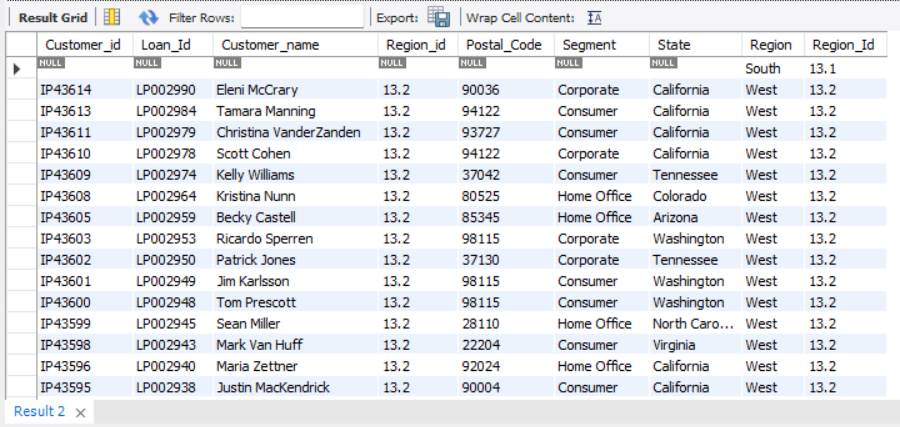 Result Grid Filter Rows: Export: Wrap Cell Content: IA
Customer_id Loan_Id Customer_name Region_id Postal_Code Segment State Region Region_Id
NULL NULL NULL NULL NULL NULL NULL South 13.1
IP43614 LP002990 Eleni McCrary 13.2 90036 Corporate California West 13.2
IP43613 LP002984 Tamara Manning 13.2 94122 Consumer California West 13.2
IP43611 LP002979 Christina VanderZanden 13.2 93727 Consumer California West 13.2
IP43610 LP002978 Scott Cohen 13.2 94122 Corporate California West 13.2
IP43609 LP002974 Kelly Williams 13.2 37042 Consumer Tennessee West 13.2
IP43608 LP002964 Kristina Nunn 13.2 80525 Home Office Colorado West 13.2
IP43605 LP002959 Becky Castell 13.2 85345 Home Office Arizona West 13.2
IP43603 LP002953 Ricardo Sperren 13.2 98115 Corporate Washington West 13.2
IP43602 LP002950 Patrick Jones 13.2 37130 Corporate Tennessee West 13.2
IP43601 LP002949 Jim Karlsson 13.2 98115 Consumer Washington West 13.2
IP43600 LP002948 Tom Prescott 13.2 98115 Consumer Washington West 13.2
IP43599 LP002945 Sean Miller 13.2 28110 Home Office North Caro... West 13.2
IP43598 LP002943 Mark Van Huff 13.2 22204 Consumer Virginia West 13.2
IP43596 LP002940 Maria Zettner 13.2 92024 Home Office California West 13.2
IP43595 LP002938 Justin MacKendrick 13.2 90004 Consumer California West 13.2
Result 2